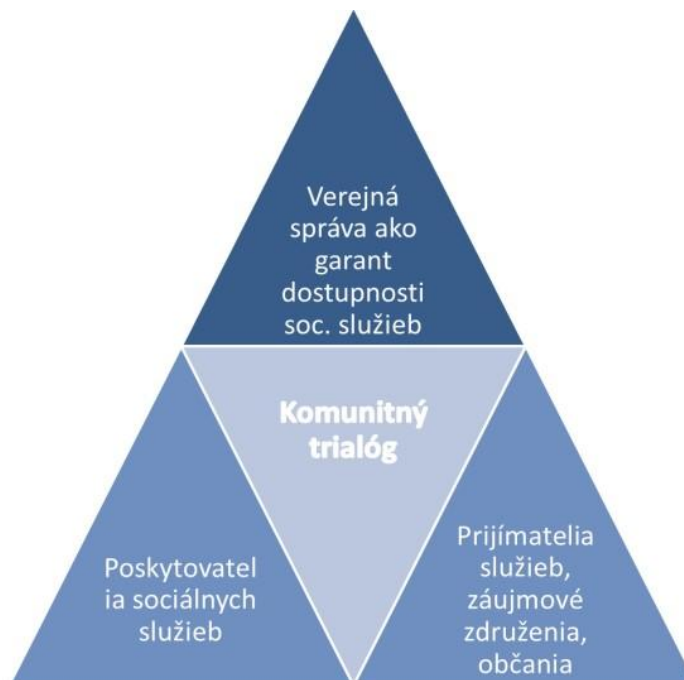 Verejná
správa ako
garant
dostupnosti
soc. služieb
Komunitný
trialóg
Poskytovatel
ia sociálnych
služieb
Prijímatelia
služieb,
záujmové
združenia,
občania